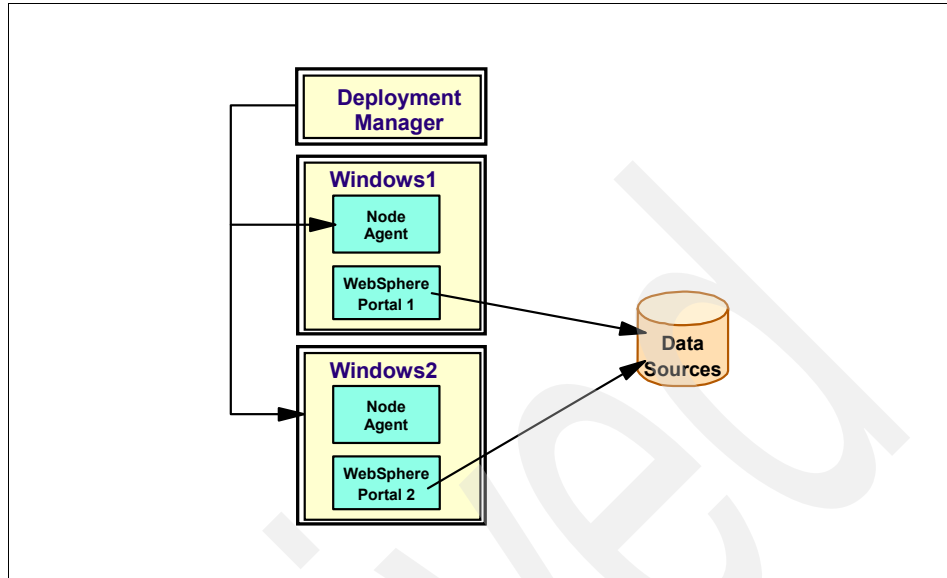 Deployment
Manager
Windows1
Node
Agent
WebSphere
Portal 1
Data
Sources
Windows2
Node
Agent
WebSphere
Portal 2